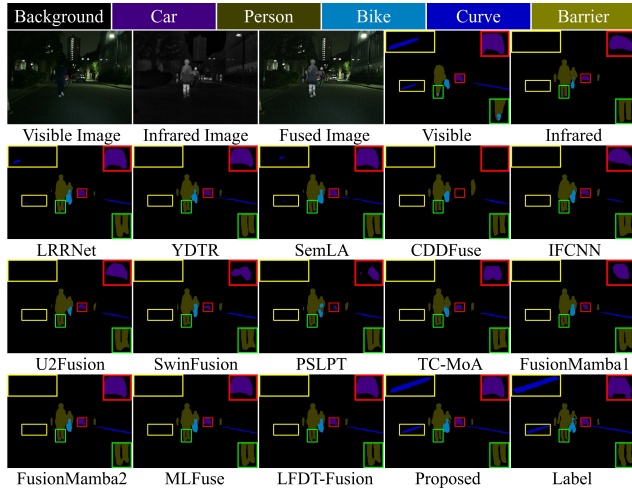 Background Car Person Bike Curve Barrier
Visible Image Infrared Image Fused Image Visible Infrared
LRRNet YDTR SemLA CDDFuse IFCNN
U2Fusion SwinFusion PSLPT TC-MoA FusionMamba1
FusionMamba2 MLFuse LFDT-Fusion Proposed Label